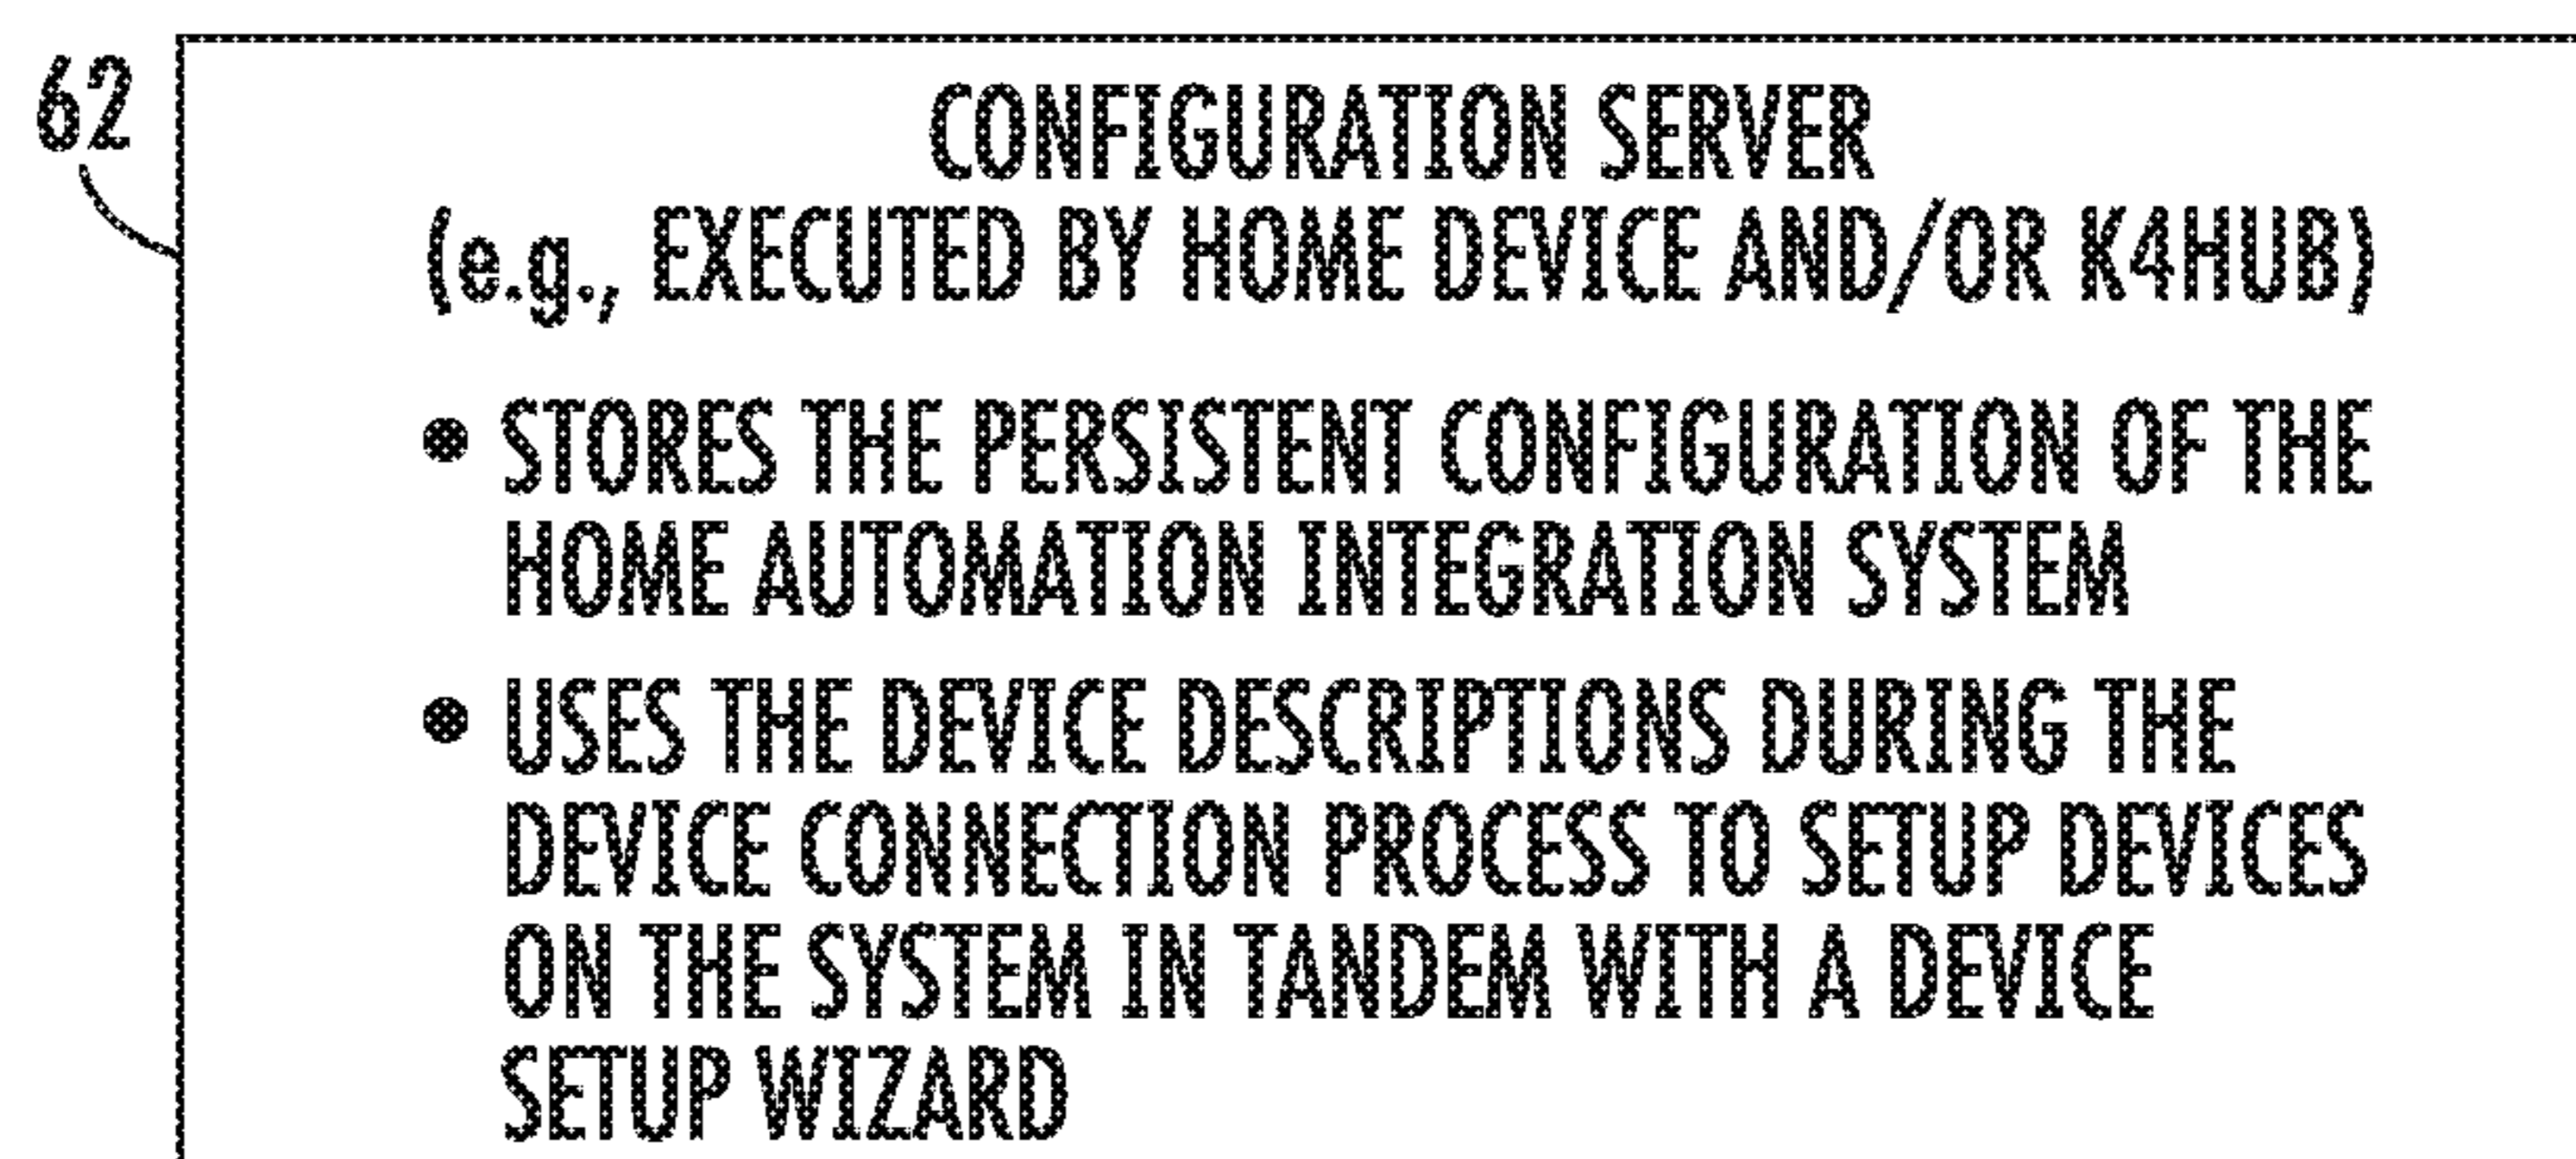 62
CONFIGURATION SERVER
(e.g., EXECUTED BY HOME DEVICE AND/OR K4HUB)
• STORES THE PERSISTENT CONFIGURATION OF THE
HOME AUTOMATION INTEGRATION SYSTEM
• USES THE DEVICE DESCRIPTIONS DURING THE
DEVICE CONNECTION PROCESS TO SETUP DEVICES
ON THE SYSTEM IN TANDEM WITH A DEVICE
SETUP WIZARD